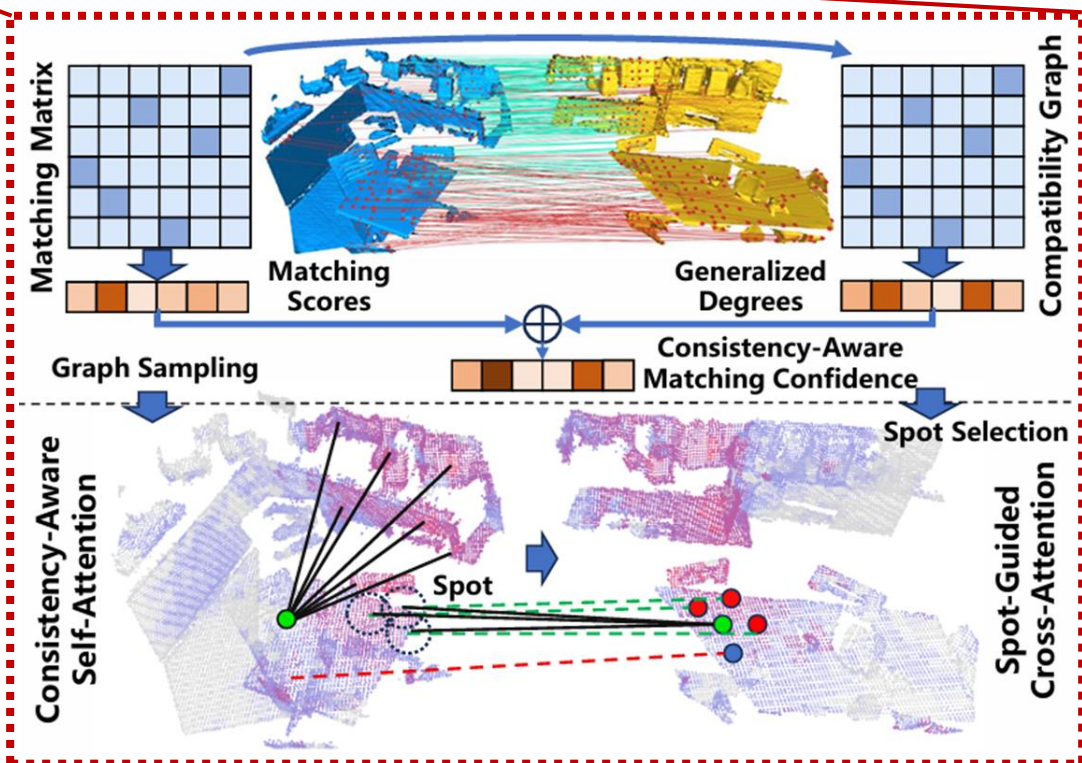 Matching Matrix
Compatibility Graph
Matching
Scores
Generalized
Degrees
Consistency-Aware
Matching Confidence
Graph Sampling
Spot Selection
Consistency-Aware
Self-Attention
Spot
Spot-Guided
Cross-Attention